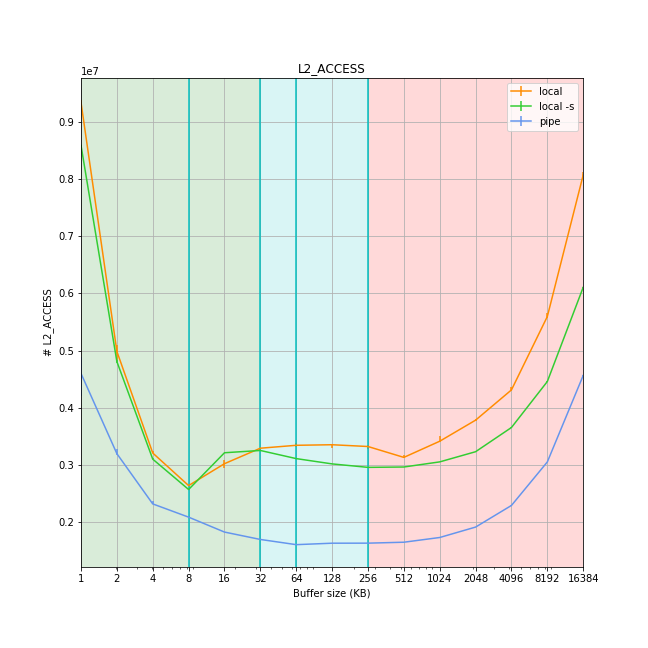 L2_ACCESS
1e7
local
local -s
pipe
0.9
0.8
0.7
0.6
0.5
0.4
0.3
0.2
# L2_ACCESS
1 2 4 8 16 32 64 128 256 512 1024 2048 4096 8192 16384
Buffer size (KB)